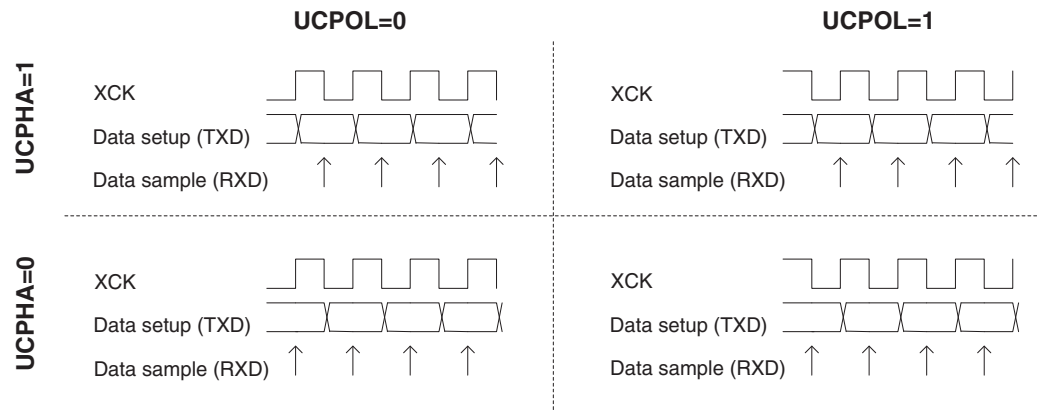 UCPOL=0 UCPOL=1
UCPHA=1
XCK XCK
Data setup (TXD) Data setup (TXD)
Data sample (RXD) Data sample (RXD)
UCPHA=0
XCK XCK
Data setup (TXD) Data setup (TXD)
Data sample (RXD) Data sample (RXD)